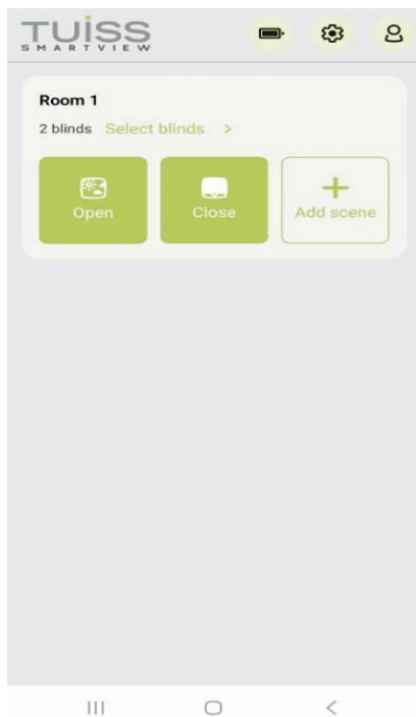 TUiSS
SMARTVIEW
Room 1
2 blinds Select blinds >
Open Close Add scene